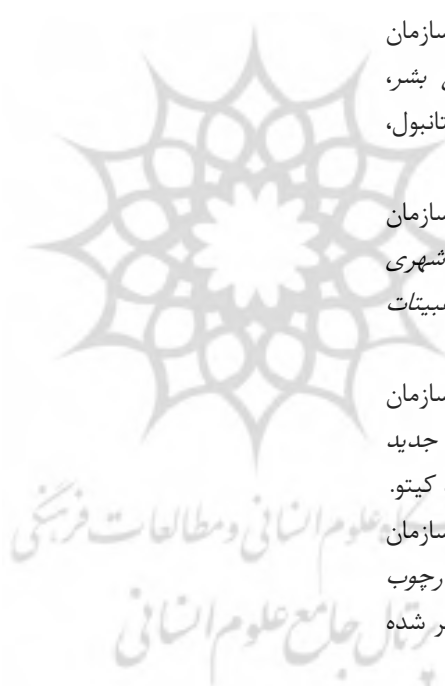 سازمان
بشر،
تانبول،
سازمان
شهری
سبیتات
سازمان
جدید
کیتو.
سازمان
علوم انسانی و مطالعات فرهنگی
رچوب
ر شده
رتال جامع علوم انسانی